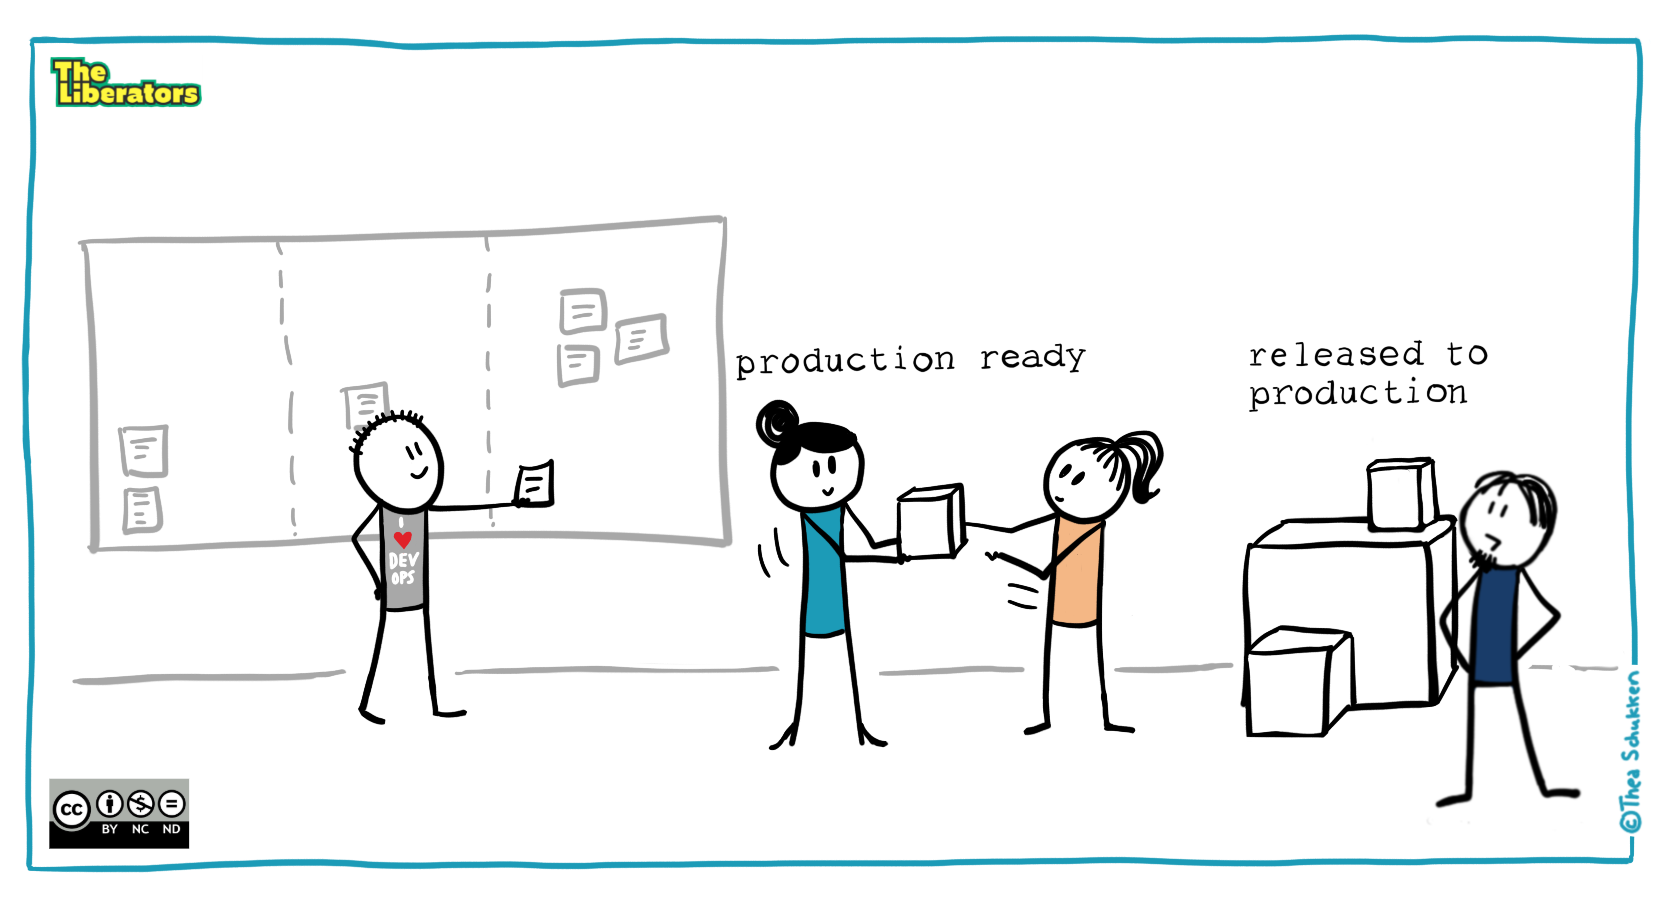 The
Liberators
production ready
released to
production
I
♥
DEV
OPS
©Thea Schukken
cc
BY NC ND